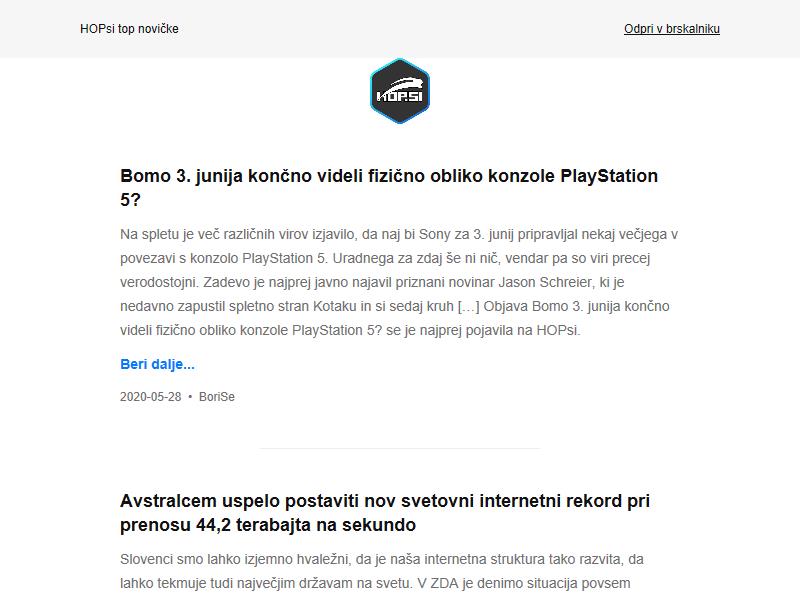 HOPsi top novičke
Odpri v brskalniku
HOP.SI
Bomo 3. junija končno videli fizično obliko konzole PlayStation
5?
Na spletu je več različnih virov izjavilo, da naj bi Sony za 3. junij pripravljal nekaj večjega v
povezavi s konzolo PlayStation 5. Uradnega za zdaj še ni nič, vendar pa so viri precej
verodostojni. Zadevo je najprej javno najavil priznani novinar Jason Schreier, ki je
nedavno zapustil spletno stran Kotaku in si sedaj kruh […] Objava Bomo 3. junija končno
videli fizično obliko konzole PlayStation 5? se je najprej pojavila na HOPsi.
Beri dalje...
2020-05-28 • BoriSe
Avstralcem uspelo postaviti nov svetovni internetni rekord pri
prenosu 44,2 terabajta na sekundo
Slovenci smo lahko izjemno hvaležni, da je naša internetna struktura tako razvita, da
lahko tekmuje tudi največjim državam na svetu. V ZDA je denimo situacija povsem